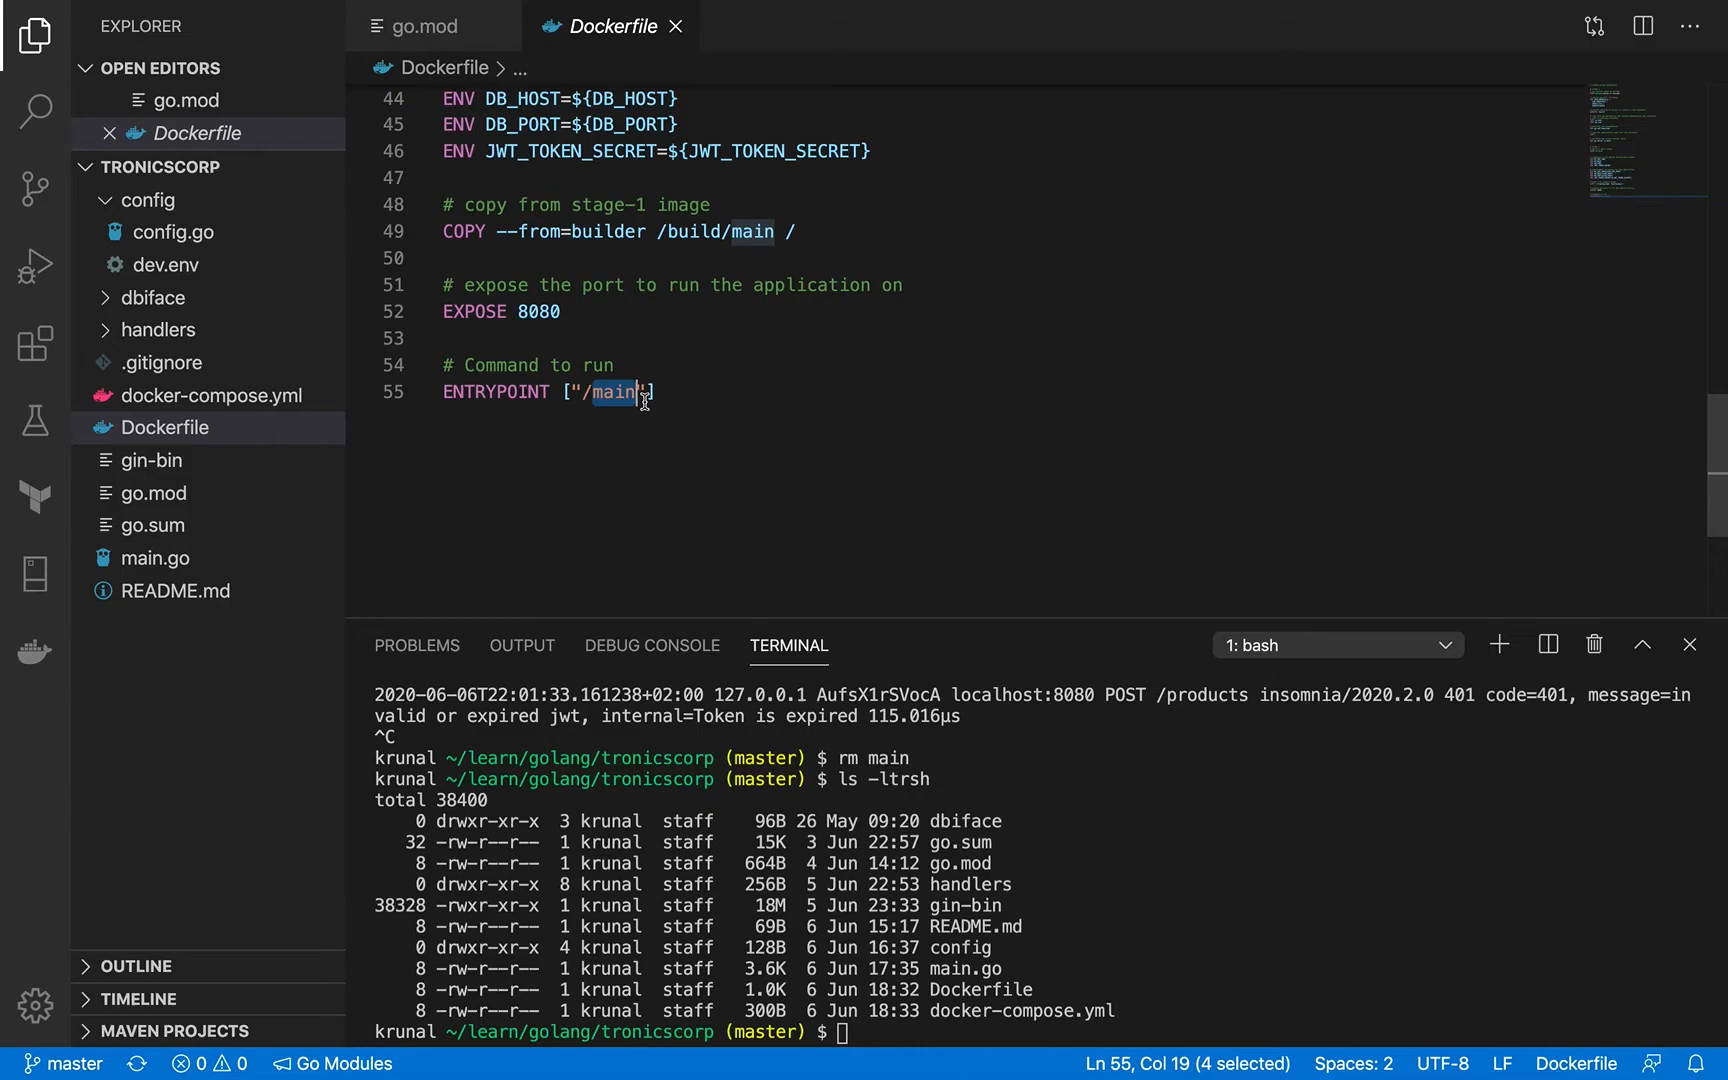 EXPLORER
OPEN EDITORS
go.mod
Dockerfile
TRONICSCORP
config
config.go
dev.env
dbiface
handlers
.gitignore
docker-compose.yml
Dockerfile
gin-bin
go.mod
go.sum
main.go
README.md
OUTLINE
TIMELINE
MAVEN PROJECTS
go.mod
Dockerfile
Dockerfile > ...
44 ENV DB_HOST=${DB_HOST}
45 ENV DB_PORT=${DB_PORT}
46 ENV JWT_TOKEN_SECRET=${JWT_TOKEN_SECRET}
47
48 # copy from stage-1 image
49 COPY --from=builder /build/main /
50
51 # expose the port to run the application on
52 EXPOSE 8080
53
54 # Command to run
55 ENTRYPOINT ["/main"]
PROBLEMS OUTPUT DEBUG CONSOLE TERMINAL 1: bash
2020-06-06T22:01:33.161238+02:00 127.0.0.1 AufsX1rSVocA localhost:8080 POST /products insomnia/2020.2.0 401 code=401, message=in
valid or expired jwt, internal=Token is expired 115.016µs
^C
krunal ~/learn/golang/tronicscorp (master) $ rm main
krunal ~/learn/golang/tronicscorp (master) $ ls -ltrsh
total 38400
0 drwxr-xr-x 3 krunal staff 96B 26 May 09:20 dbiface
32 -rw-r--r-- 1 krunal staff 15K 3 Jun 22:57 go.sum
8 -rw-r--r-- 1 krunal staff 664B 4 Jun 14:12 go.mod
0 drwxr-xr-x 8 krunal staff 256B 5 Jun 22:53 handlers
38328 -rwxr-xr-x 1 krunal staff 18M 5 Jun 23:33 gin-bin
8 -rw-r--r-- 1 krunal staff 69B 6 Jun 15:17 README.md
0 drwxr-xr-x 4 krunal staff 128B 6 Jun 16:37 config
8 -rw-r--r-- 1 krunal staff 3.6K 6 Jun 17:35 main.go
8 -rw-r--r-- 1 krunal staff 1.0K 6 Jun 18:32 Dockerfile
8 -rw-r--r-- 1 krunal staff 300B 6 Jun 18:33 docker-compose.yml
krunal ~/learn/golang/tronicscorp (master) $
master 0 0 Go Modules Ln 55, Col 19 (4 selected) Spaces: 2 UTF-8 LF Dockerfile